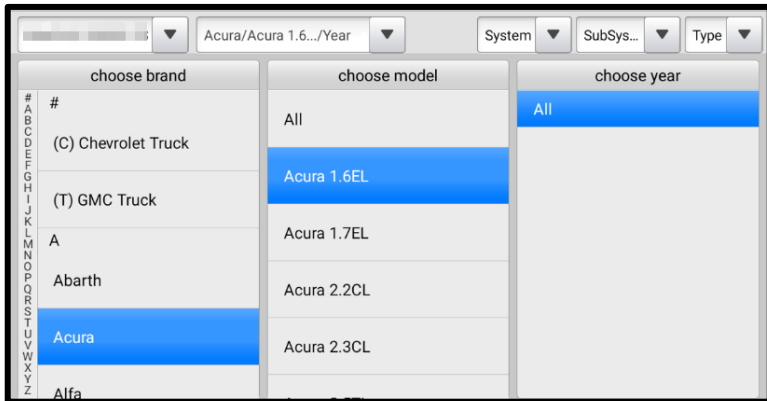 Acura/Acura 1.6.../Year
System
SubSys...
Type
choose brand
#
A
B
C
D
E
F
G
H
I
J
K
L
M
N
O
P
Q
R
S
T
U
V
W
X
Y
Z
#
(C) Chevrolet Truck
(T) GMC Truck
A
Abarth
Acura
Alfa
choose model
All
Acura 1.6EL
Acura 1.7EL
Acura 2.2CL
Acura 2.3CL
choose year
All